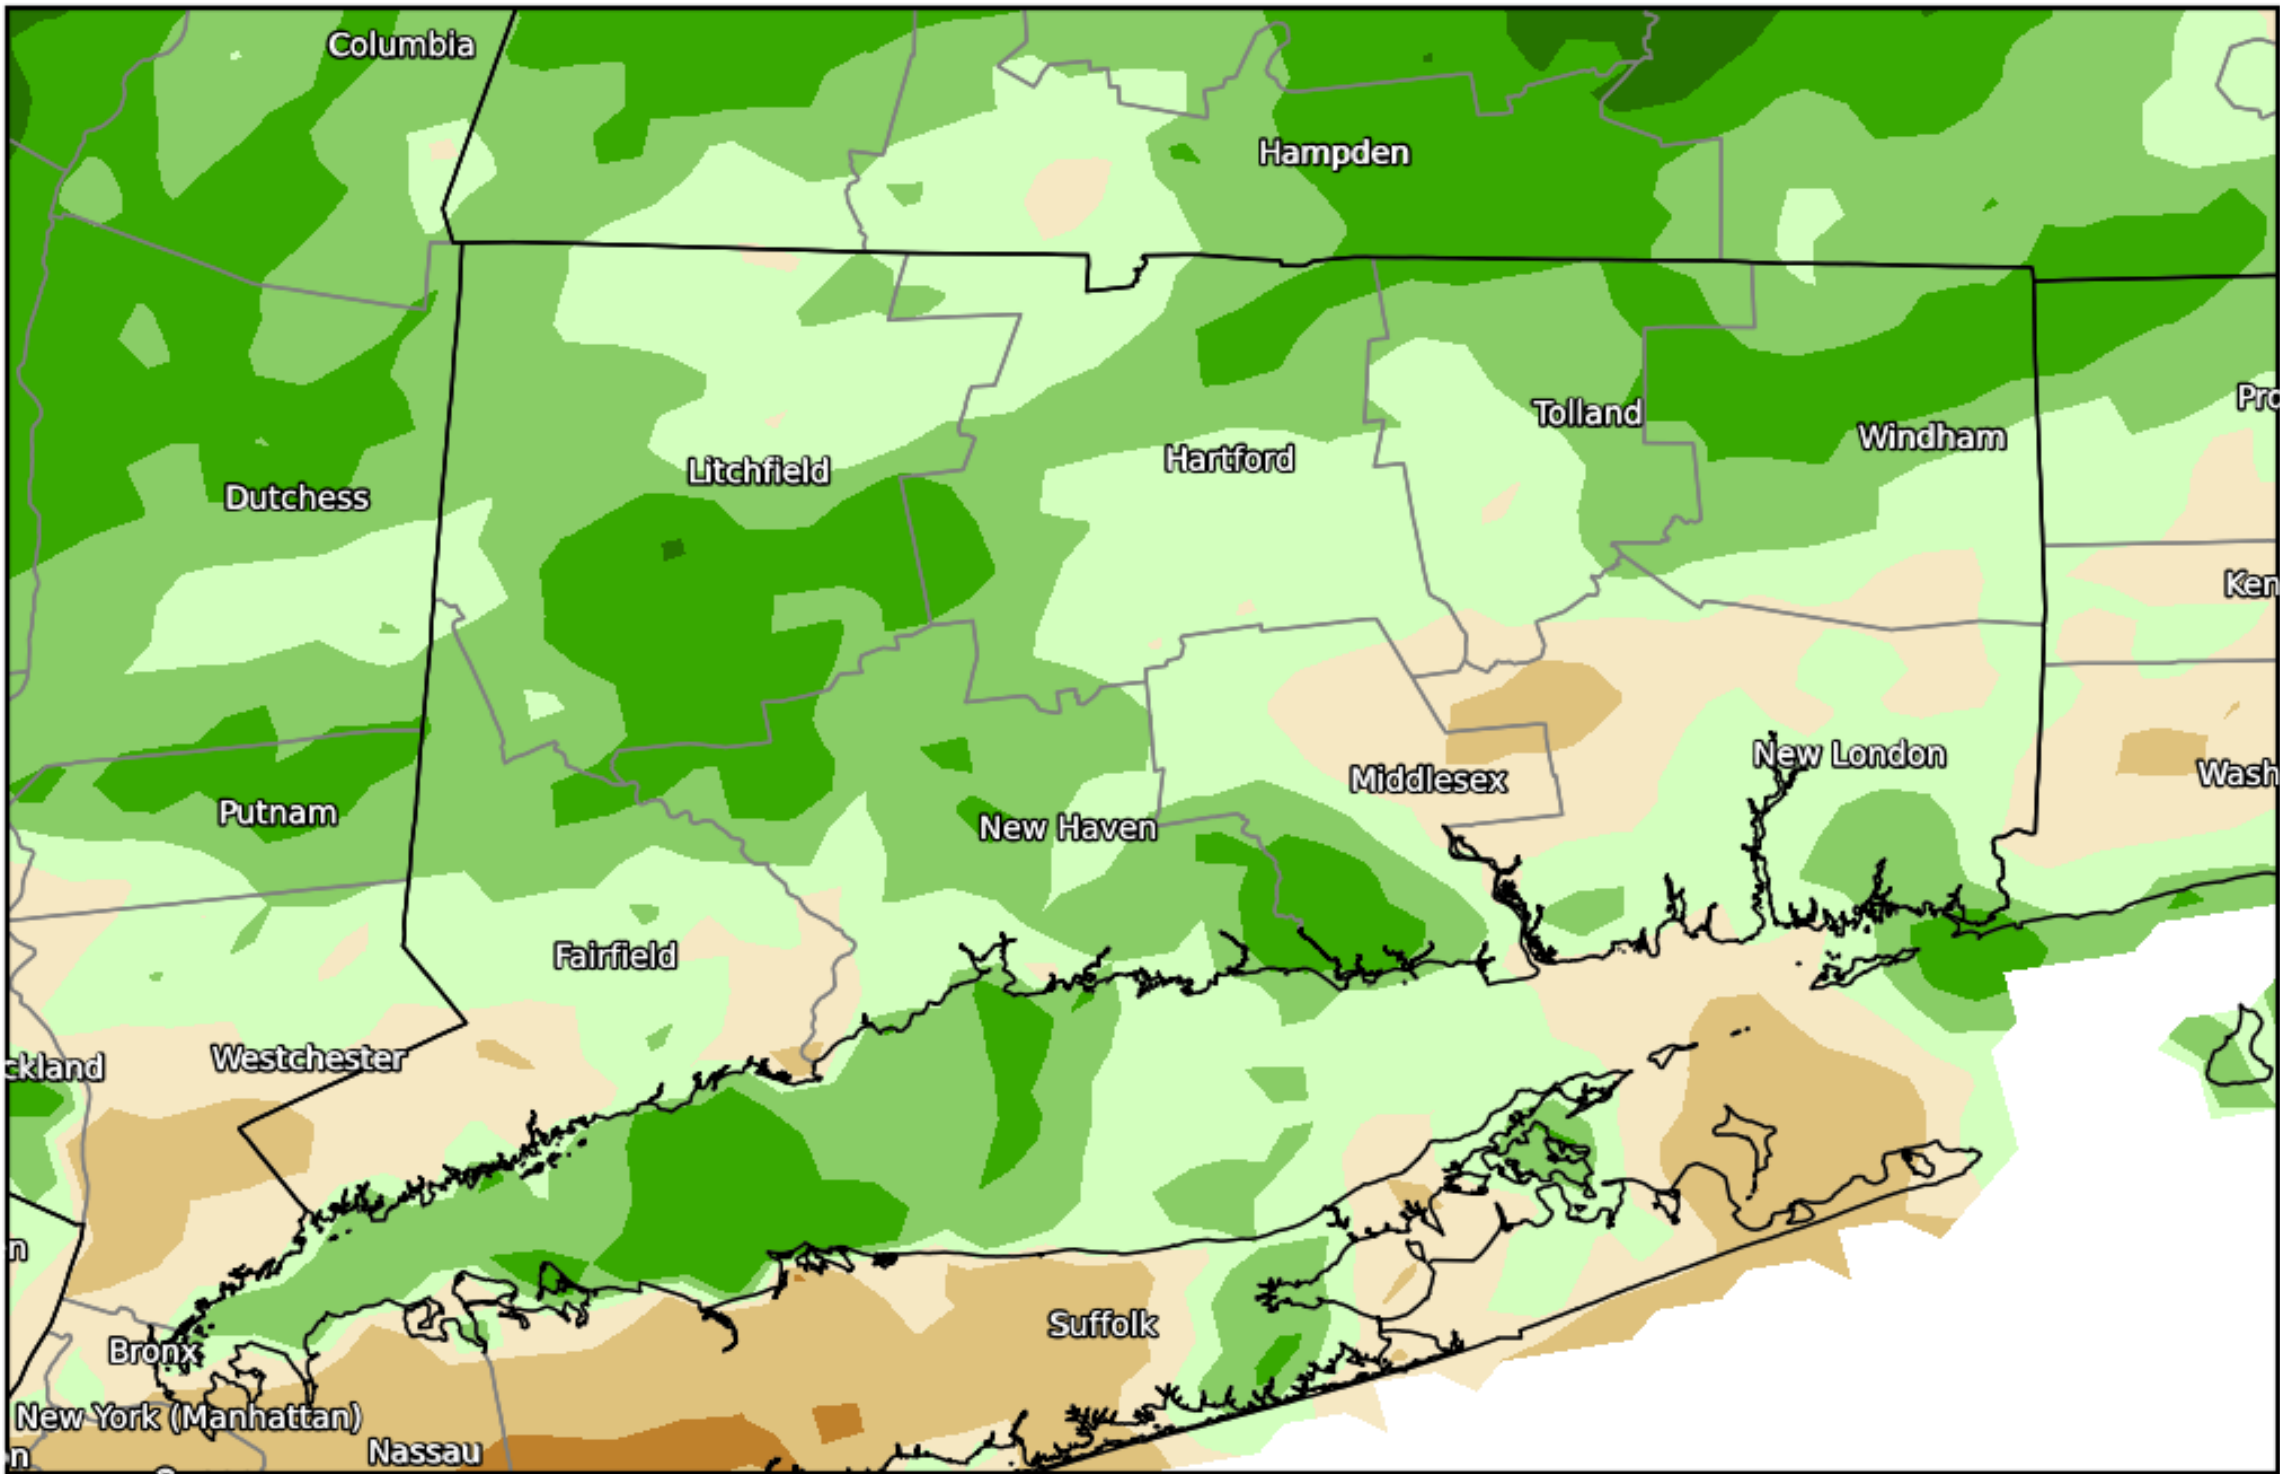 Columbia
Hampden
Pro
Tolland
Windham
Hartford
Litchfield
Dutchess
Ken
New London
Wash
Middlesex
Putnam
New Haven
Fairfield
Westchester
ckland
n
Suffolk
Bronx
New York (Manhattan)
Nassau
n